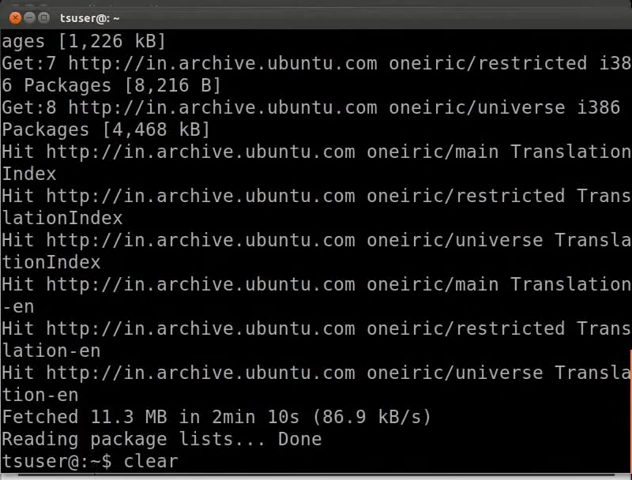 tsuser@: ~
ages [1,226 kB]
Get:7 http://in.archive.ubuntu.com oneiric/restricted i38
6 Packages [8,216 B]
Get:8 http://in.archive.ubuntu.com oneiric/universe i386
Packages [4,468 kB]
Hit http://in.archive.ubuntu.com oneiric/main Translation
Index
Hit http://in.archive.ubuntu.com oneiric/restricted Trans
lationIndex
Hit http://in.archive.ubuntu.com oneiric/universe Transla
tionIndex
Hit http://in.archive.ubuntu.com oneiric/main Translation
-en
Hit http://in.archive.ubuntu.com oneiric/restricted Trans
lation-en
Hit http://in.archive.ubuntu.com oneiric/universe Transla
tion-en
Fetched 11.3 MB in 2min 10s (86.9 kB/s)
Reading package lists... Done
tsuser@:~$ clear